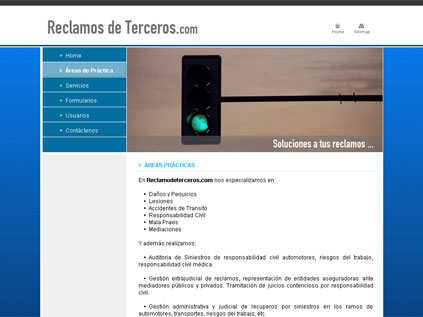 Reclamos de Terceros.com
Home
Sitemap
> Home
> Áreas de Práctica
> Servicios
> Formularios
> Usuarios
> Contáctenos
Soluciones a tus reclamos ...
> AREAS PRÁCTICAS
En Reclamodeterceros.com nos especializamos en:
• Daños y Perjuicios
• Lesiones
• Accidentes de Transito
• Responsabilidad Civil
• Mala Praxis
• Mediaciones
Y además realizamos:
• Auditoria de Siniestros de responsabilidad civil automotores, riesgos del trabajo,
responsabilidad civil médica.
• Gestión extrajudicial de reclamos, representación de entidades aseguradoras ante
mediadores públicos y privados. Tramitación de juicios contencioso por responsabilidad
civil.
• Gestión administrativa y judicial de recuperos por siniestros en los ramos de
automotores, transportes, riesgos del trabajo, etc.